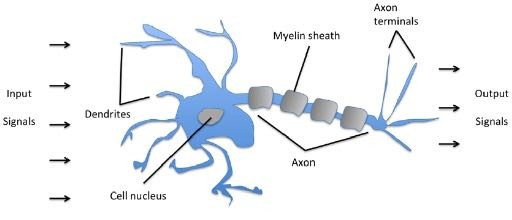 Axon
terminals
Myelin sheath
Input
Signals
Dendrites
Output
Signals
Axon
Cell nucleus